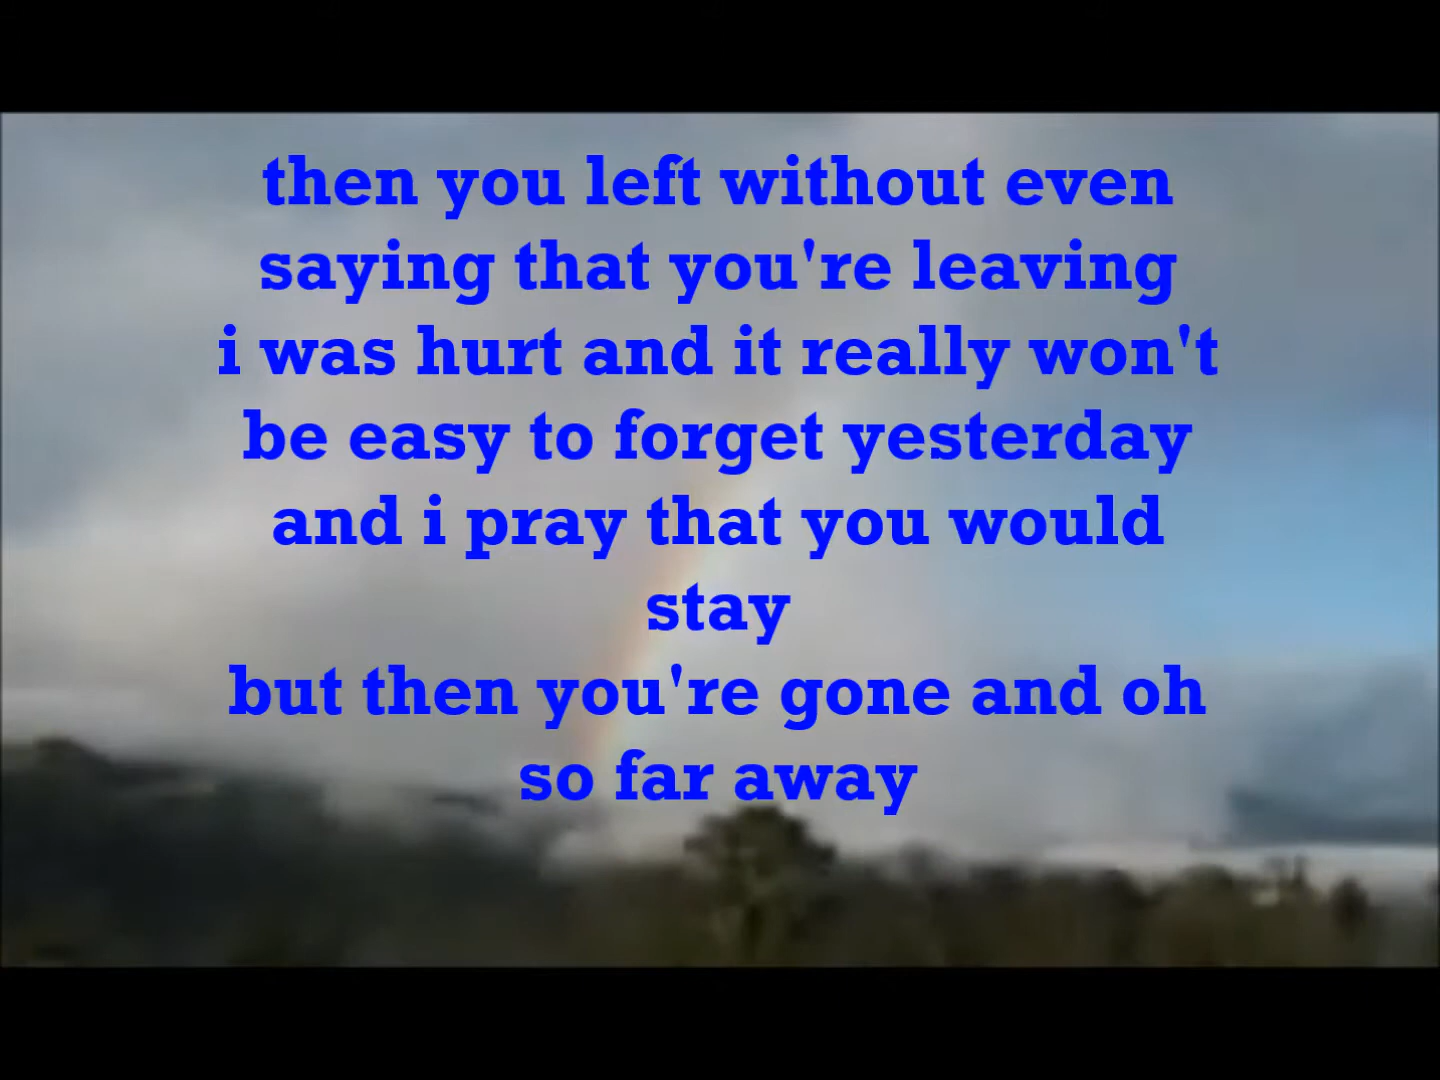 then you left without even
saying that you're leaving
i was hurt and it really won't
be easy to forget yesterday
and i pray that you would
stay
but then you're gone and oh
so far away